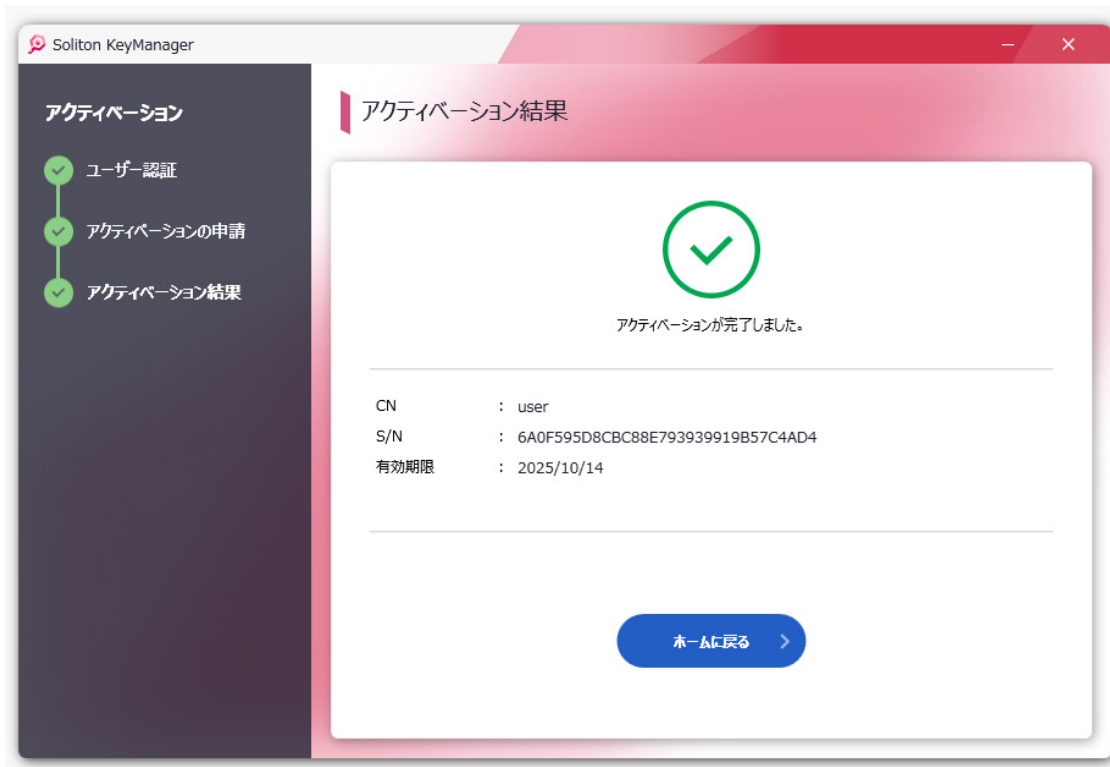 Soliton KeyManager
アクティベーション
ユーザー認証
アクティベーションの申請
アクティベーション結果
アクティベーション結果
アクティベーションが完了しました。
CN : user
S/N : 6A0F595D8CBC88E793939919B57C4AD4
有効期限 : 2025/10/14
ホームに戻る